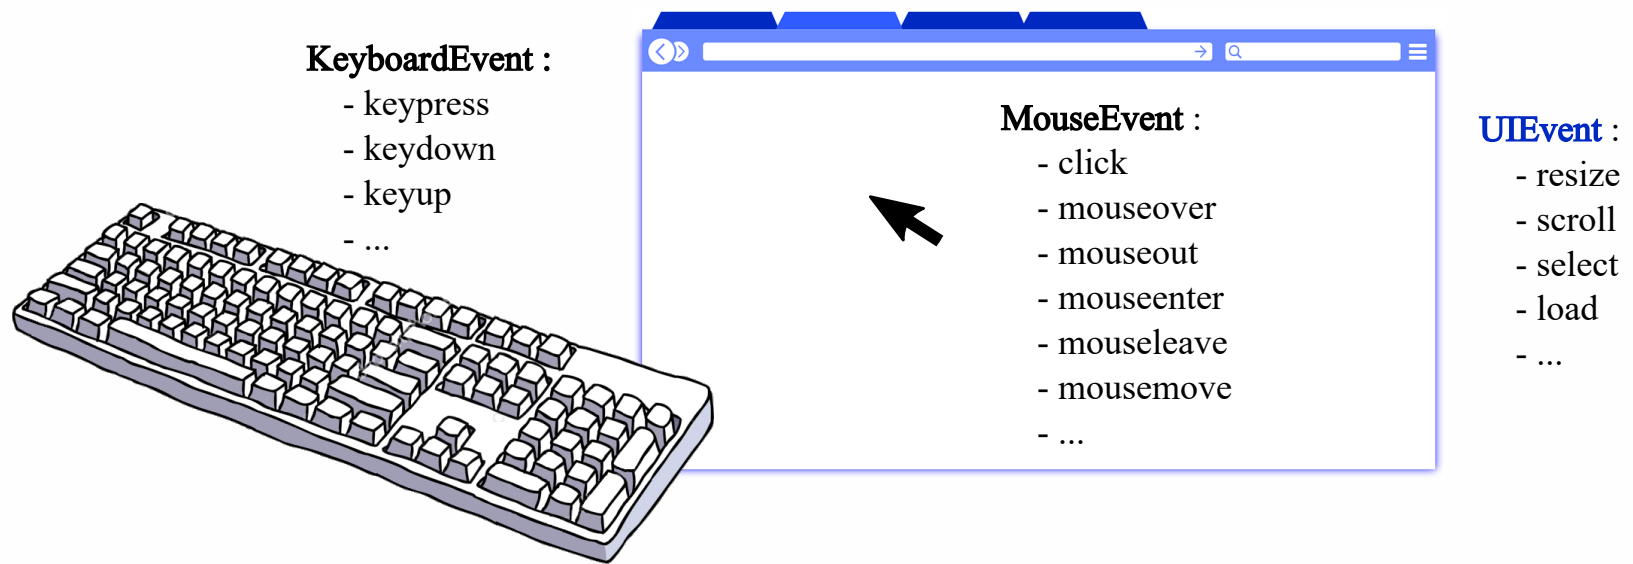 KeyboardEvent :
- keypress
- keydown
- keyup
- ...
MouseEvent :
- click
- mouseover
- mouseout
- mouseenter
- mouseleave
- mousemove
- ...
UIEvent :
- resize
- scroll
- select
- load
- ...